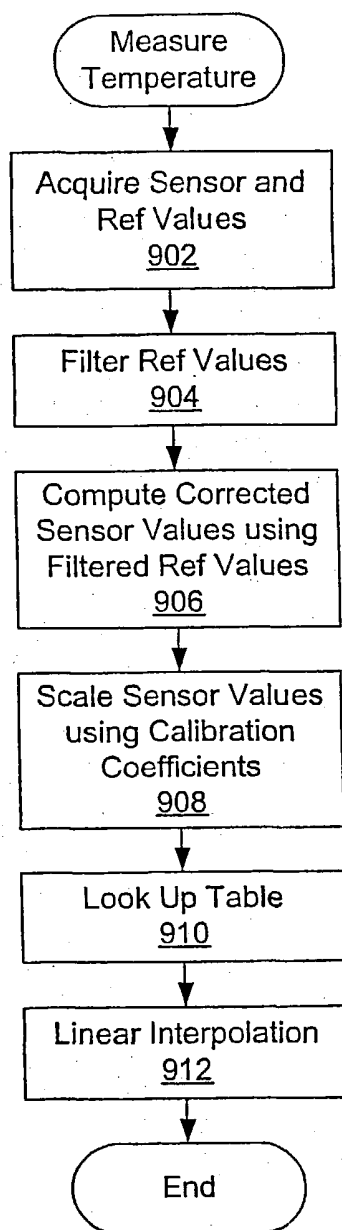 Measure
Temperature
Acquire Sensor and
Ref Values
902
Filter Ref Values
904
Compute Corrected
Sensor Values using
Filtered Ref Values
906
Scale Sensor Values
using Calibration
Coefficients
908
Look Up Table
910
Linear Interpolation
912
End